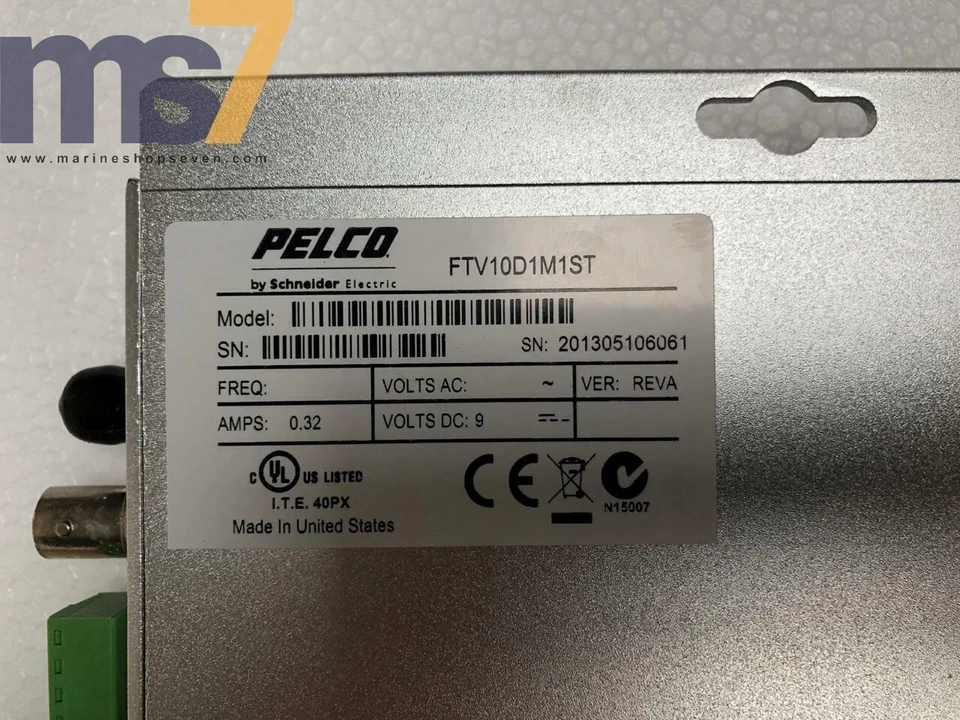 ms7
www.marineshopseven.com
PELCO
by Schneider Electric
FTV10D1M1ST
Model:
SN:
SN: 201305106061
FREQ:
VOLTS AC: ~
VER: REVA
AMPS: 0.32
VOLTS DC: 9
C UL US LISTED
I.T.E. 40PX
Made In United States
CE
N15007